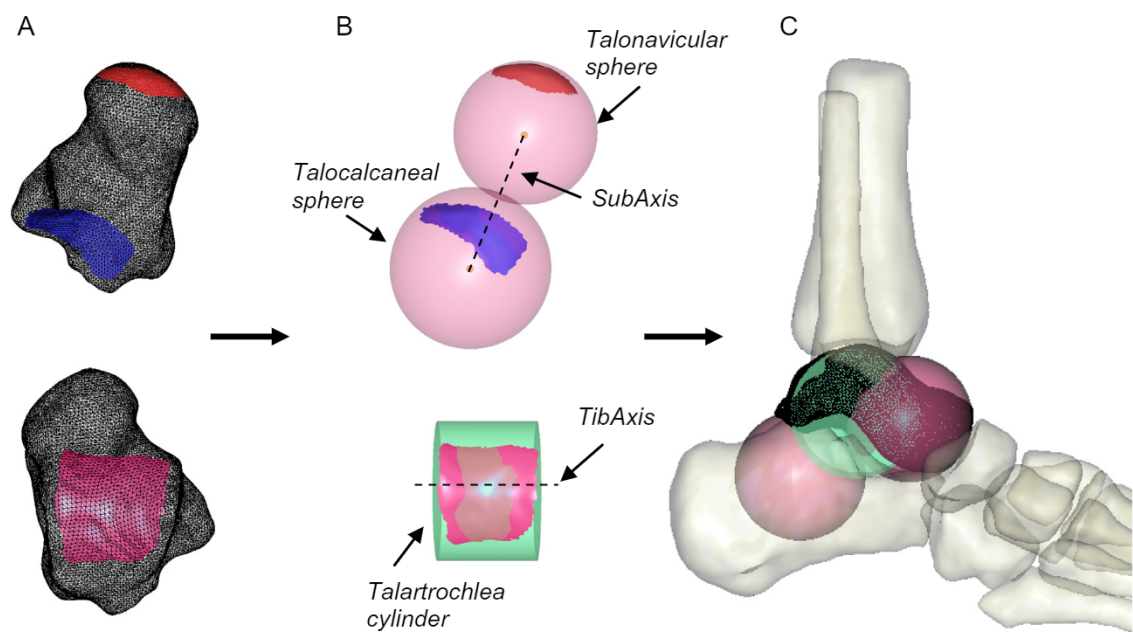 A
B
C
Talonavicular
sphere
Talocalcaneal
sphere
SubAxis
TibAxis
Talartrochlea
cylinder